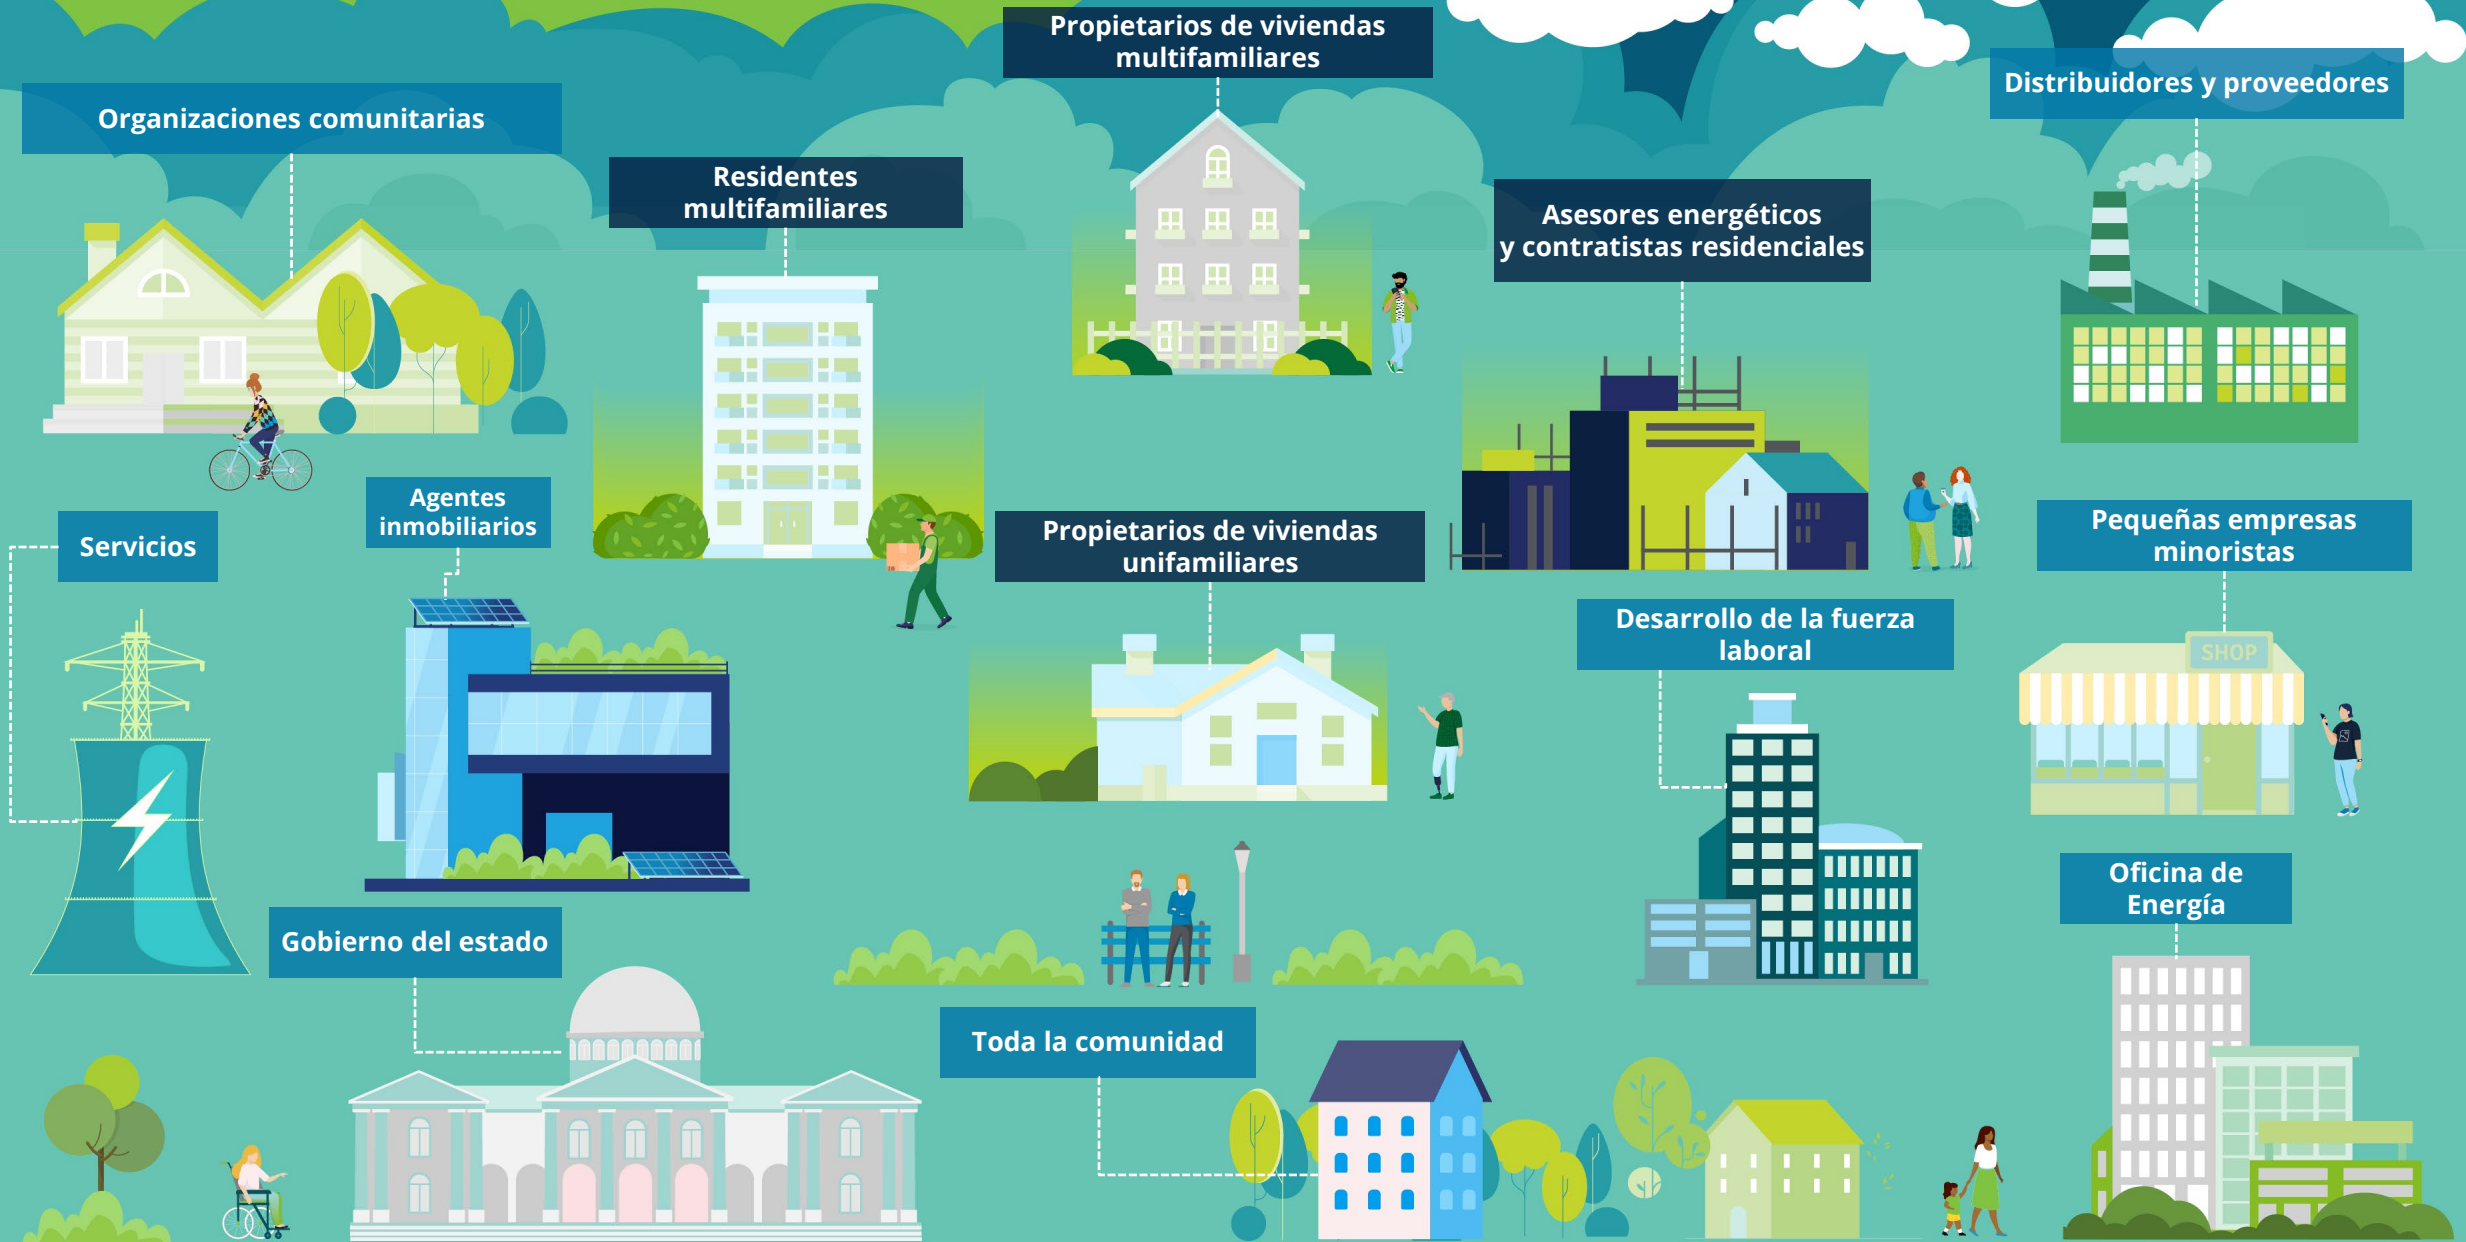 Propietarios de viviendas
multifamiliares
Distribuidores y proveedores
Organizaciones comunitarias
Residentes
multifamiliares
Asesores energéticos
y contratistas residenciales
Agentes
inmobiliarios
Servicios
Propietarios de viviendas
unifamiliares
Pequeñas empresas
minoristas
Desarrollo de la fuerza
laboral
SHOP
Oficina de
Energía
Gobierno del estado
Toda la comunidad